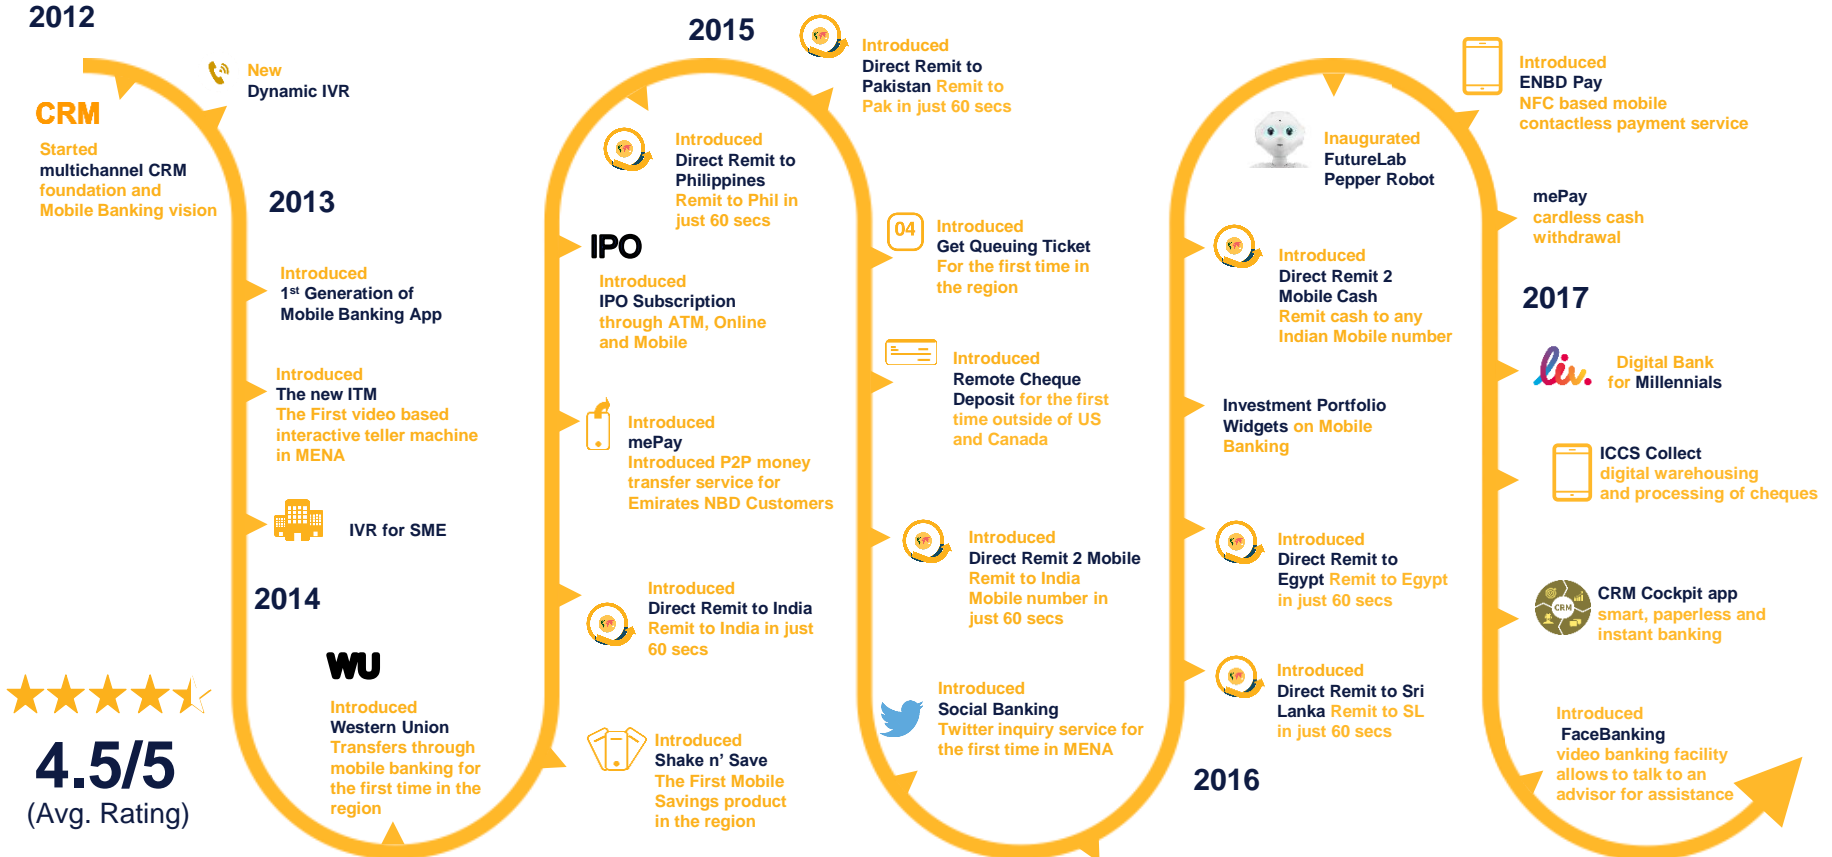 2012
CRM
Started
multichannel CRM
foundation and
Mobile Banking vision
New
Dynamic IVR
2013
Introduced
1st Generation of
Mobile Banking App
Introduced
The new ITM
The First video based
interactive teller machine
in MENA
IVR for SME
2014
WU
Introduced
Western Union
Transfers through
mobile banking for
the first time in the
region
4.5/5
(Avg. Rating)
Introduced
Shake n’ Save
The First Mobile
Savings product
in the region
Introduced
Direct Remit to India
Remit to India in just
60 secs
Introduced
mePay
Introduced P2P money
transfer service for
Emirates NBD Customers
IPO
Introduced
IPO Subscription
through ATM, Online
and Mobile
Introduced
Direct Remit to
Philippines
Remit to Phil in
just 60 secs
2015
Introduced
Direct Remit to
Pakistan Remit to
Pak in just 60 secs
04
Introduced
Get Queuing Ticket
For the first time in
the region
Introduced
Remote Cheque
Deposit for the first
time outside of US
and Canada
Introduced
Direct Remit 2 Mobile
Remit to India
Mobile number in
just 60 secs
Introduced
Social Banking
Twitter inquiry service for
the first time in MENA
2016
Introduced
Direct Remit to Sri
Lanka Remit to SL
in just 60 secs
Introduced
Direct Remit to
Egypt Remit to Egypt
in just 60 secs
Investment Portfolio
Widgets on Mobile
Banking
Introduced
Direct Remit 2
Mobile Cash
Remit cash to any
Indian Mobile number
Inaugurated
FutureLab
Pepper Robot
Introduced
ENBD Pay
NFC based mobile
contactless payment service
mePay
cardless cash
withdrawal
2017
liv.
Digital Bank
for Millennials
ICCS Collect
digital warehousing
and processing of cheques
CRM
CRM Cockpit app
smart, paperless and
instant banking
Introduced
FaceBanking
video banking facility
allows to talk to an
advisor for assistance